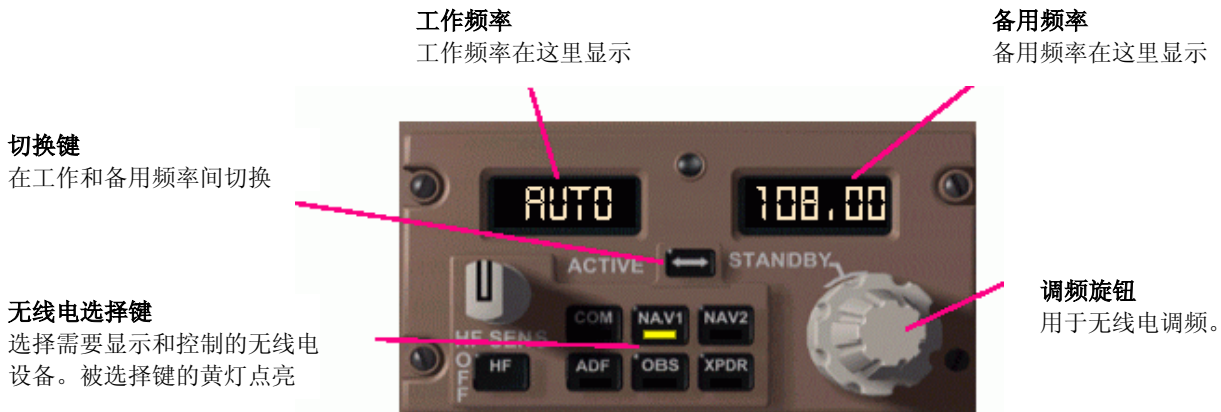 工作频率
工作频率在这里显示
备用频率
备用频率在这里显示
切换键
在工作和备用频率间切换
AUTO
108.00
ACTIVE
STANDBY
无线电选择键
选择需要显示和控制的无线电
设备。被选择键的黄灯点亮
调频旋钮
用于无线电调频。
HF SENS
COM
NAV1
NAV2
OFF
HF
ADF
OBS
XPDR